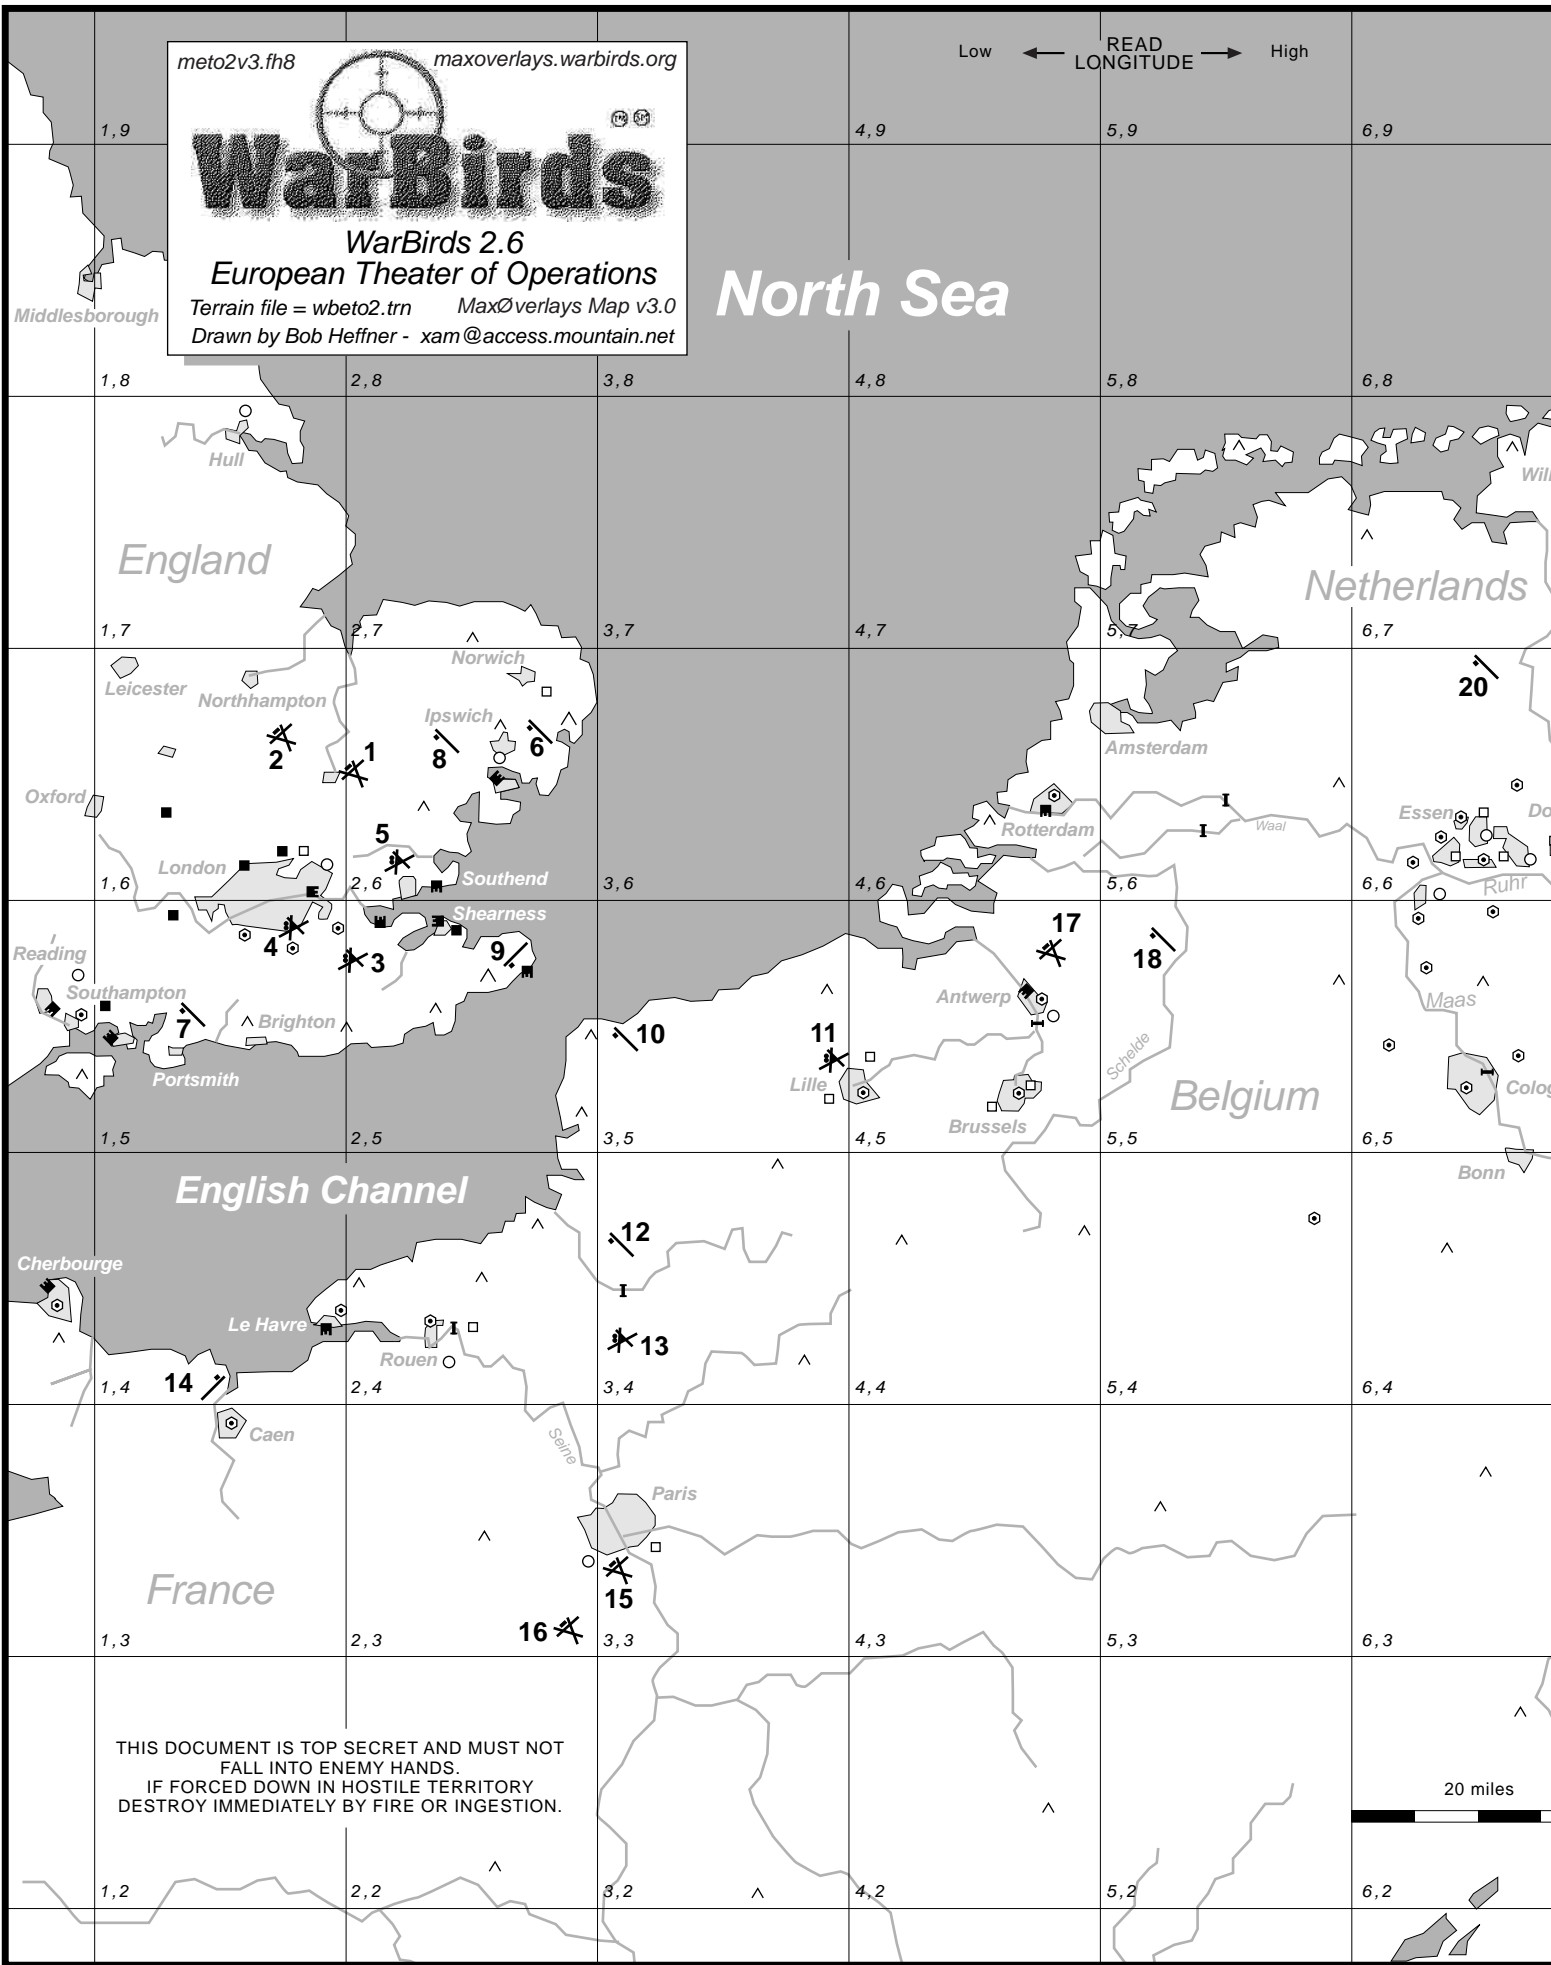 meto2v3.fh8
maxoverlays.warbirds.org
WarBirds
WarBirds 2.6
European Theater of Operations
Terrain file = wbeto2.trn
MaxØverlays Map v3.0
Drawn by Bob Heffner - xam@access.mountain.net
Low
READ
LONGITUDE
High
1,9
4,9
5,9
6,9
North Sea
Middlesborough
1,8
2,8
3,8
4,8
5,8
6,8
Hull
England
Netherlands
1,7
2,7
3,7
4,7
5,7
6,7
Norwich
Leicester
Northhampton
20
Ipswich
2
1
8
6
Amsterdam
Oxford
5
Rotterdam
Waal
Essen
London
Southend
1,6
2,6
3,6
4,6
5,6
6,6
Ruhr
Shearness
4
3
9
17
18
Reading
Southampton
Antwerp
Maas
7
Brighton
10
11
Schelde
Portsmith
Lille
Belgium
Brussels
1,5
2,5
3,5
4,5
5,5
6,5
English Channel
Bonn
12
Cherbourge
Le Havre
13
Rouen
14
1,4
2,4
3,4
4,4
5,4
6,4
Caen
Seine
Paris
France
15
16
1,3
2,3
3,3
4,3
5,3
6,3
THIS DOCUMENT IS TOP SECRET AND MUST NOT
FALL INTO ENEMY HANDS.
IF FORCED DOWN IN HOSTILE TERRITORY
DESTROY IMMEDIATELY BY FIRE OR INGESTION.
20 miles
1,2
2,2
3,2
4,2
5,2
6,2